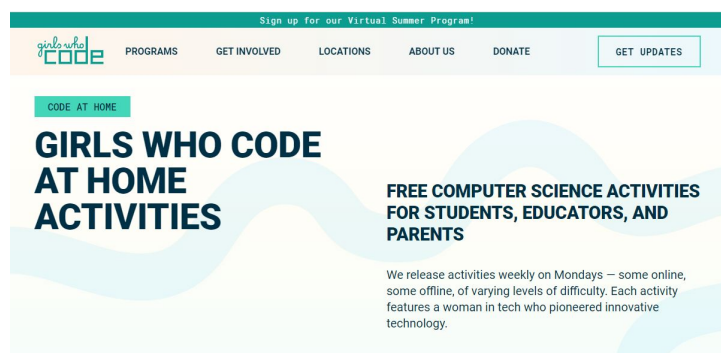 Sign up for our Virtual Summer Program!
girls who
code
PROGRAMS
GET INVOLVED
LOCATIONS
ABOUT US
DONATE
GET UPDATES
CODE AT HOME
GIRLS WHO CODE
AT HOME
ACTIVITIES
FREE COMPUTER SCIENCE ACTIVITIES
FOR STUDENTS, EDUCATORS, AND
PARENTS
We release activities weekly on Mondays — some online,
some offline, of varying levels of difficulty. Each activity
features a woman in tech who pioneered innovative
technology.